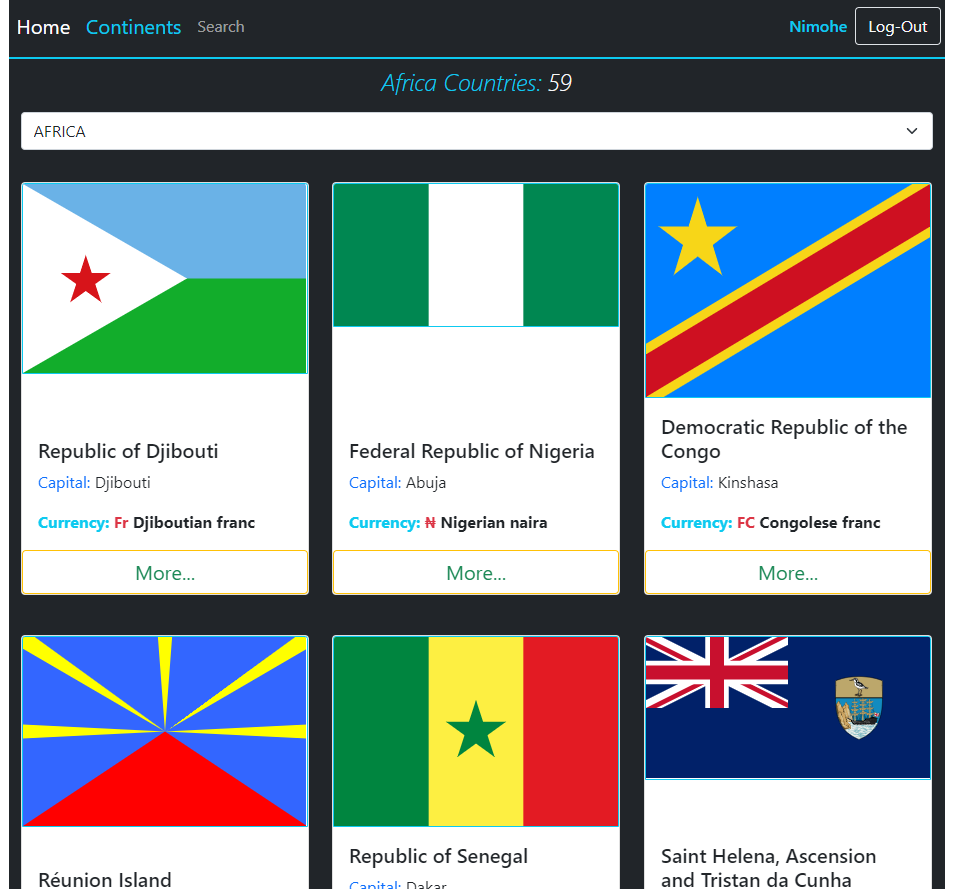 Home Continents Search Nimohe Log-Out
Africa Countries: 59
AFRICA
Republic of Djibouti
Capital: Djibouti
Currency: Fr Djiboutian franc
More...
Federal Republic of Nigeria
Capital: Abuja
Currency: ₦ Nigerian naira
More...
Democratic Republic of the
Congo
Capital: Kinshasa
Currency: FC Congolese franc
More...
Réunion Island
Republic of Senegal
Capital: Dakar
Saint Helena, Ascension
and Tristan da Cunha